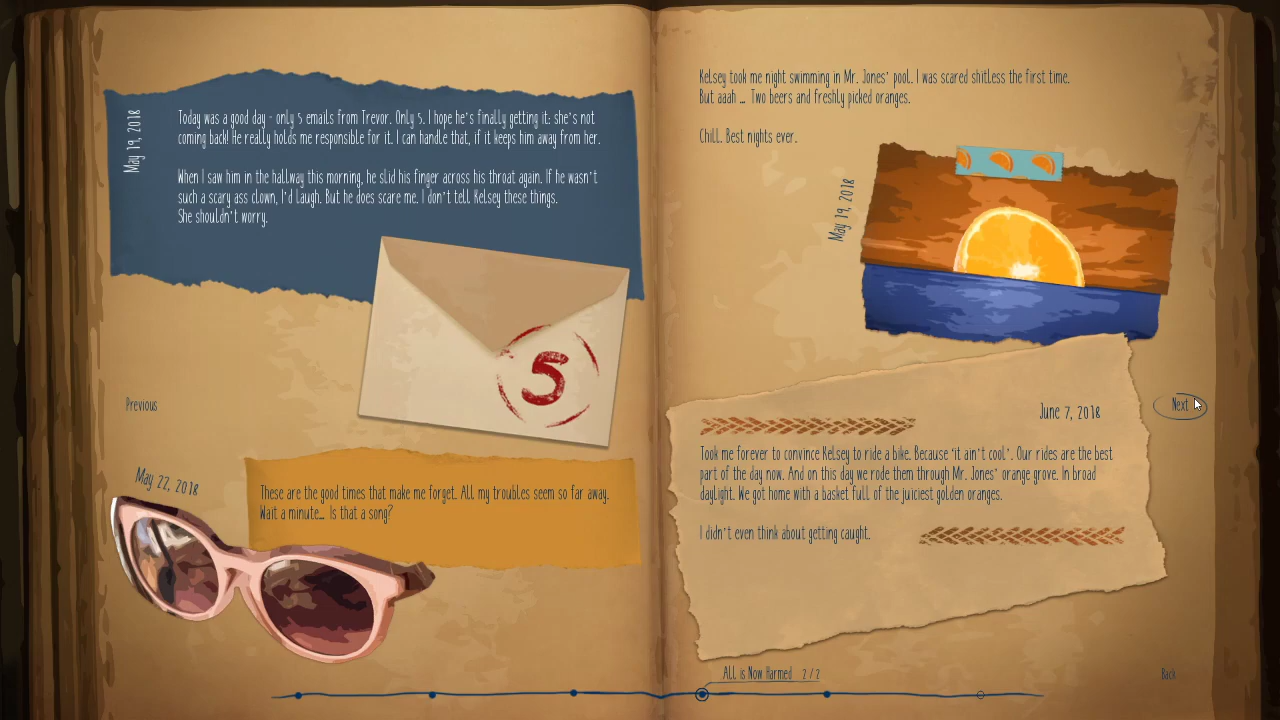 May 19, 2018
Today was a good day - only 5 emails from Trevor. Only 5. I hope he's finally getting it: she's not
coming back! He really holds me responsible for it. I can handle that, if it keeps him away from her.
When I saw him in the hallway this morning, he slid his finger across his throat again. If he wasn't
such a scary ass clown, I'd laugh. But he does scare me. I don't tell Kelsey these things.
She shouldn't worry.
5
Previous
May 22, 2018
These are the good times that make me forget. All my troubles seem so far away.
Wait a minute... Is that a song?
Kelsey took me night swimming in Mr. Jones' pool. I was scared shitless the first time.
But aaah ... Two beers and freshly picked oranges.
Chill. Best nights ever.
May 19, 2018
June 7, 2018
Took me forever to convince Kelsey to ride a bike. Because 'it ain't cool'. Our rides are the best
part of the day now. And on this day we rode them through Mr. Jones' orange grove. In broad
daylight. We got home with a basket full of the juiciest golden oranges.
I didn't even think about getting caught.
Next
ALL is Now Harmed 2 / 2
Back